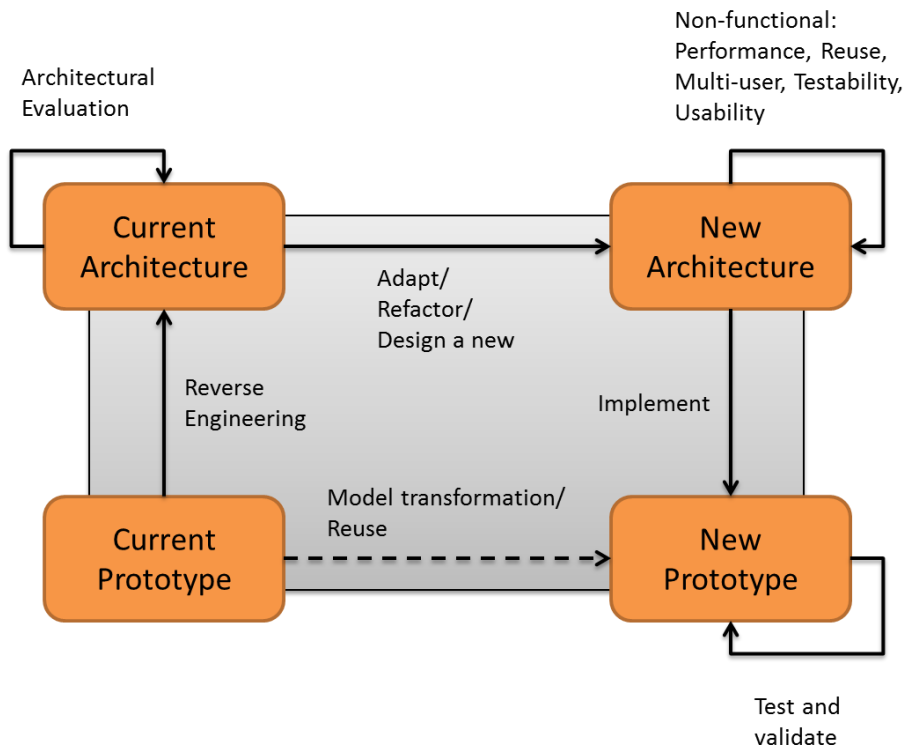 Non-functional:
Performance, Reuse,
Multi-user, Testability,
Usability
Architectural
Evaluation
Current
Architecture
New
Architecture
Adapt/
Refactor/
Design a new
Reverse
Engineering
Implement
Model transformation/
Reuse
Current
Prototype
New
Prototype
Test and
validate